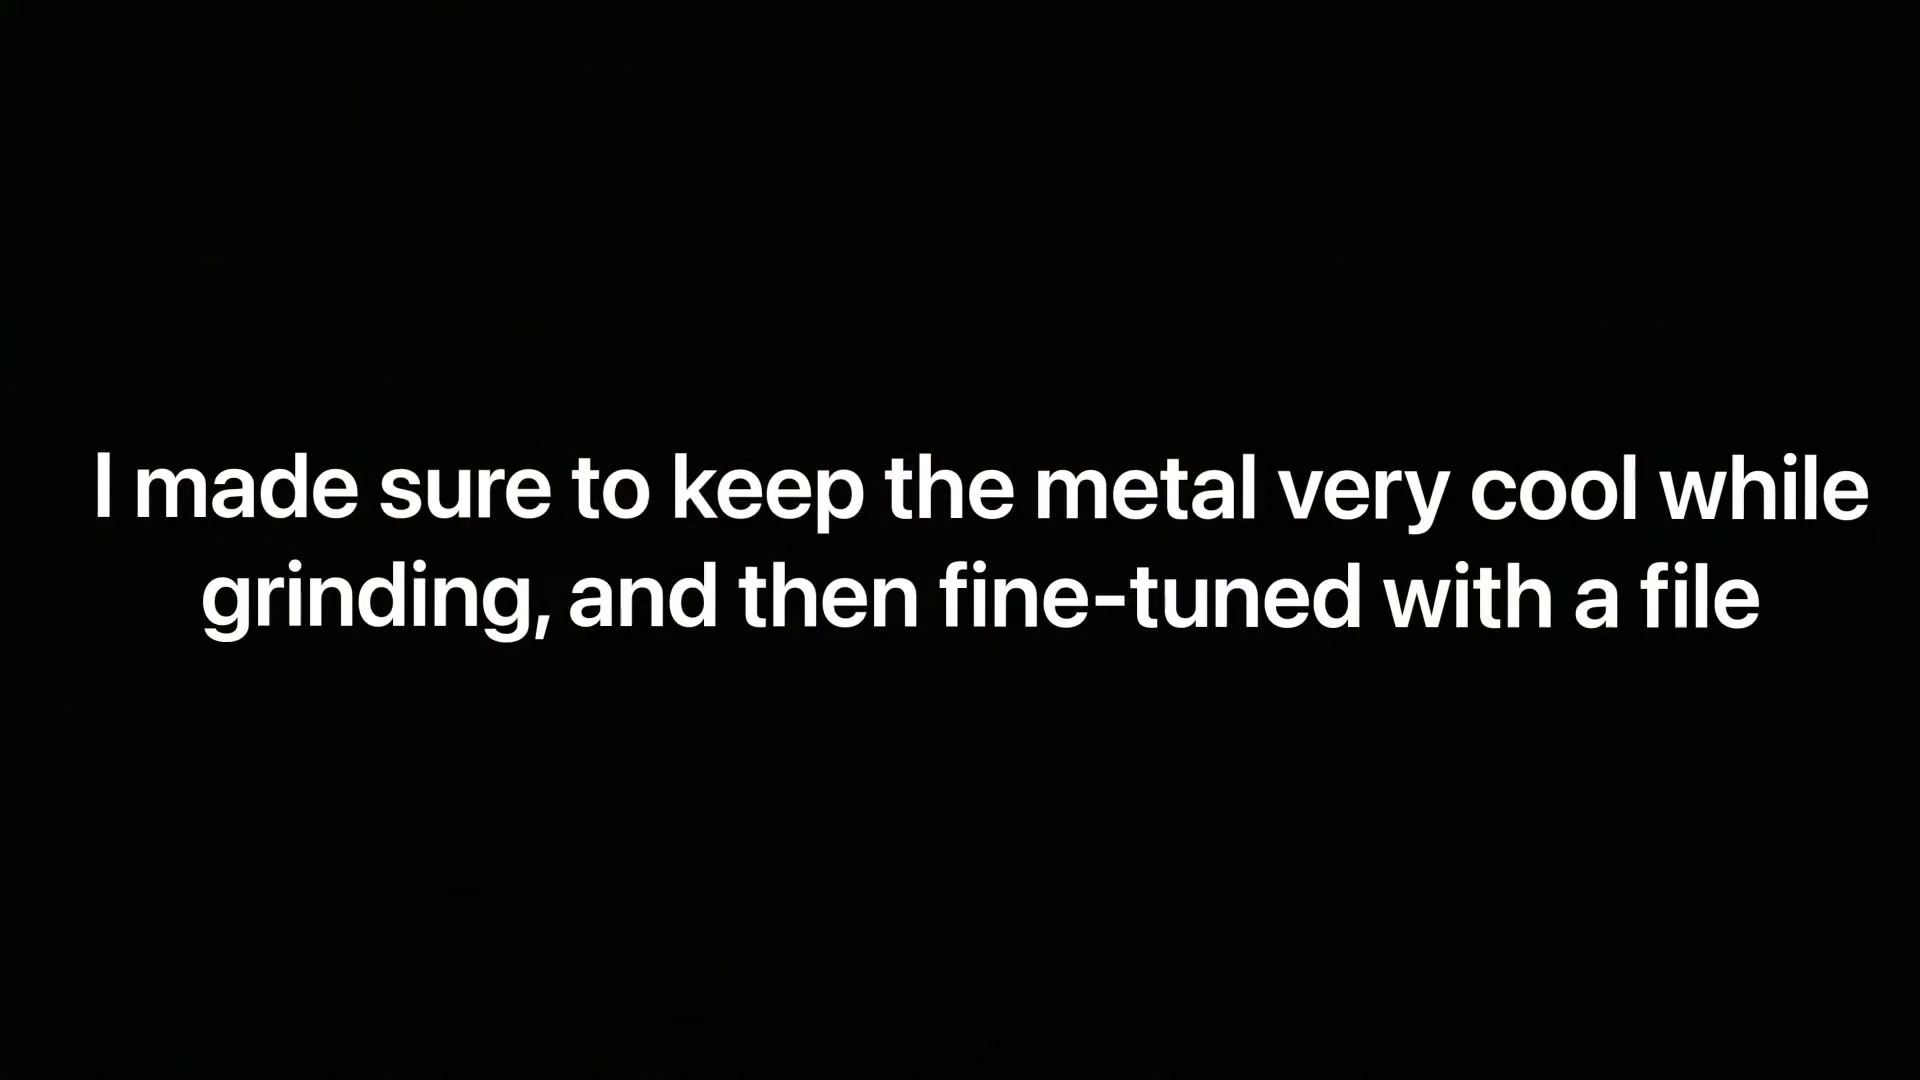 I made sure to keep the metal very cool while
grinding, and then fine-tuned with a file